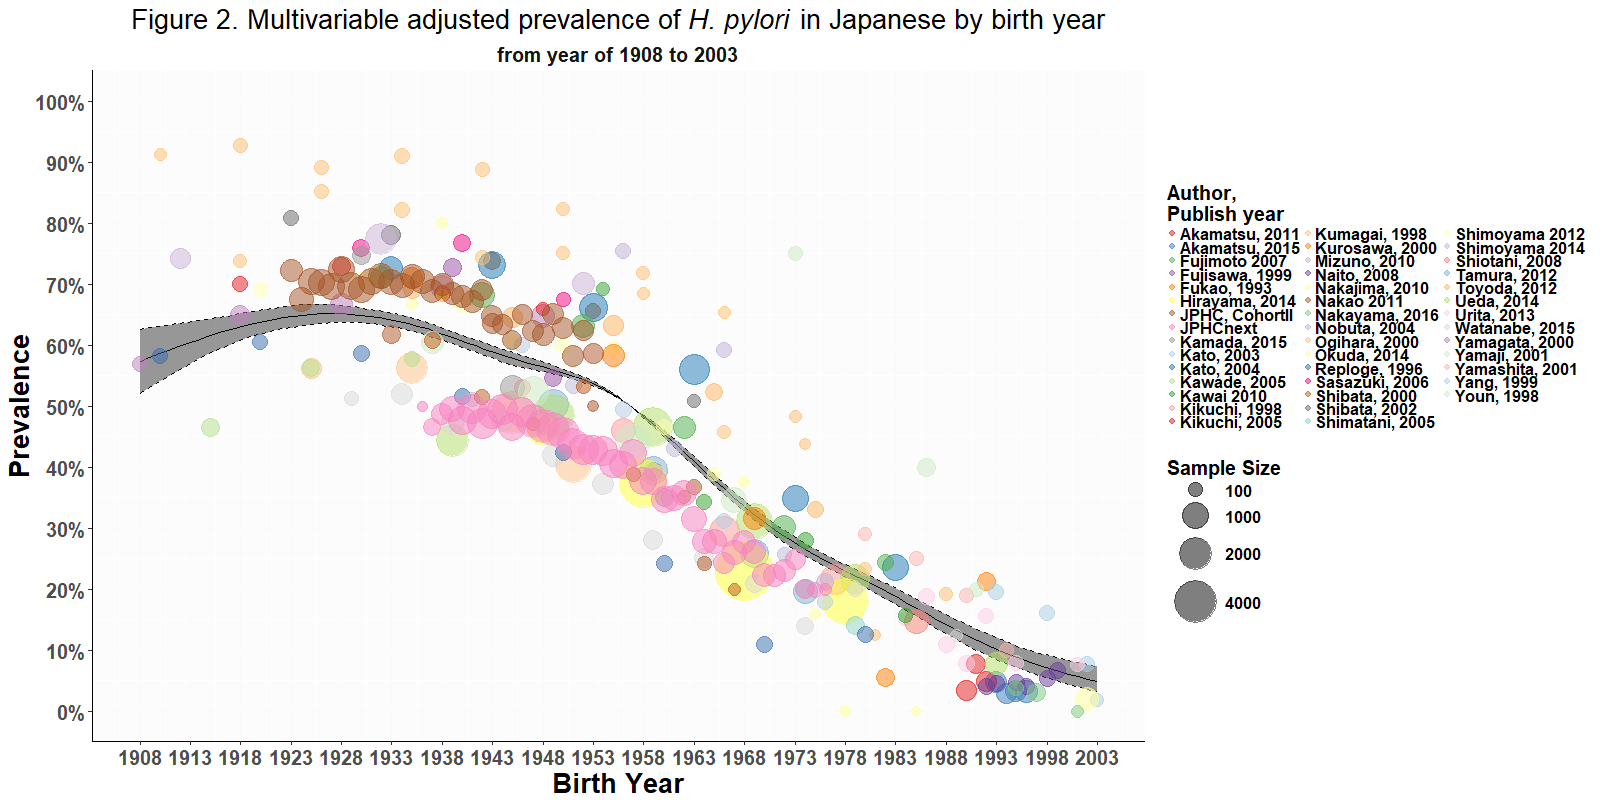 Figure 2. Multivariable adjusted prevalence of H. pylori in Japanese by birth year
from year of 1908 to 2003
Prevalence
100%
90%
80%
70%
60%
50%
40%
30%
20%
10%
0%
1908 1913 1918 1923 1928 1933 1938 1943 1948 1953 1958 1963 1968 1973 1978 1983 1988 1993 1998 2003
Birth Year
Author,
Publish year
Akamatsu, 2011 Kumagai, 1998 Shimoyama 2012
Akamatsu, 2015 Kurosawa, 2000 Shimoyama 2014
Fujimoto 2007 Mizuno, 2010 Shiotani, 2008
Fujisawa, 1999 Naito, 2008 Tamura, 2012
Fukao, 1993 Nakajima, 2010 Toyoda, 2012
Hirayama, 2014 Nakao 2011 Ueda, 2014
JPHC, CohortII Nakayama, 2016 Urita, 2013
JPHCnext Nobuta, 2004 Watanabe, 2015
Kamada, 2015 Ogihara, 2000 Yamagata, 2000
Kato, 2003 Okuda, 2014 Yamaji, 2001
Kato, 2004 Reploge, 1996 Yamashita, 2001
Kawade, 2005 Sasazuki, 2006 Yang, 1999
Kawai 2010 Shibata, 2000 Youn, 1998
Kikuchi, 1998 Shibata, 2002
Kikuchi, 2005 Shimatani, 2005
Sample Size
100
1000
2000
4000